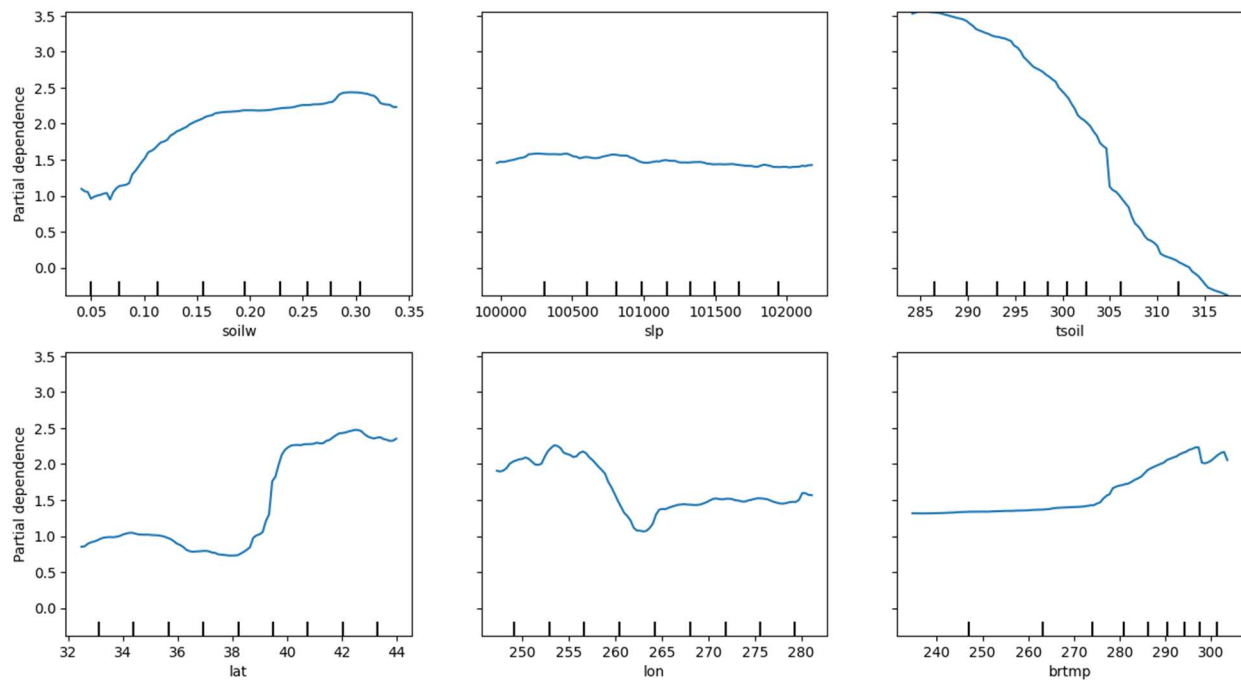 3.5
3.0
2.5
2.0
1.5
1.0
0.5
0.0
Partial dependence
0.05 0.10 0.15 0.20 0.25 0.30 0.35
soilw
100000 100500 101000 101500 102000
slp
285 290 295 300 305 310 315
tsoil
3.5
3.0
2.5
2.0
1.5
1.0
0.5
0.0
Partial dependence
32 34 36 38 40 42 44
lat
250 255 260 265 270 275 280
lon
240 250 260 270 280 290 300
brtmp